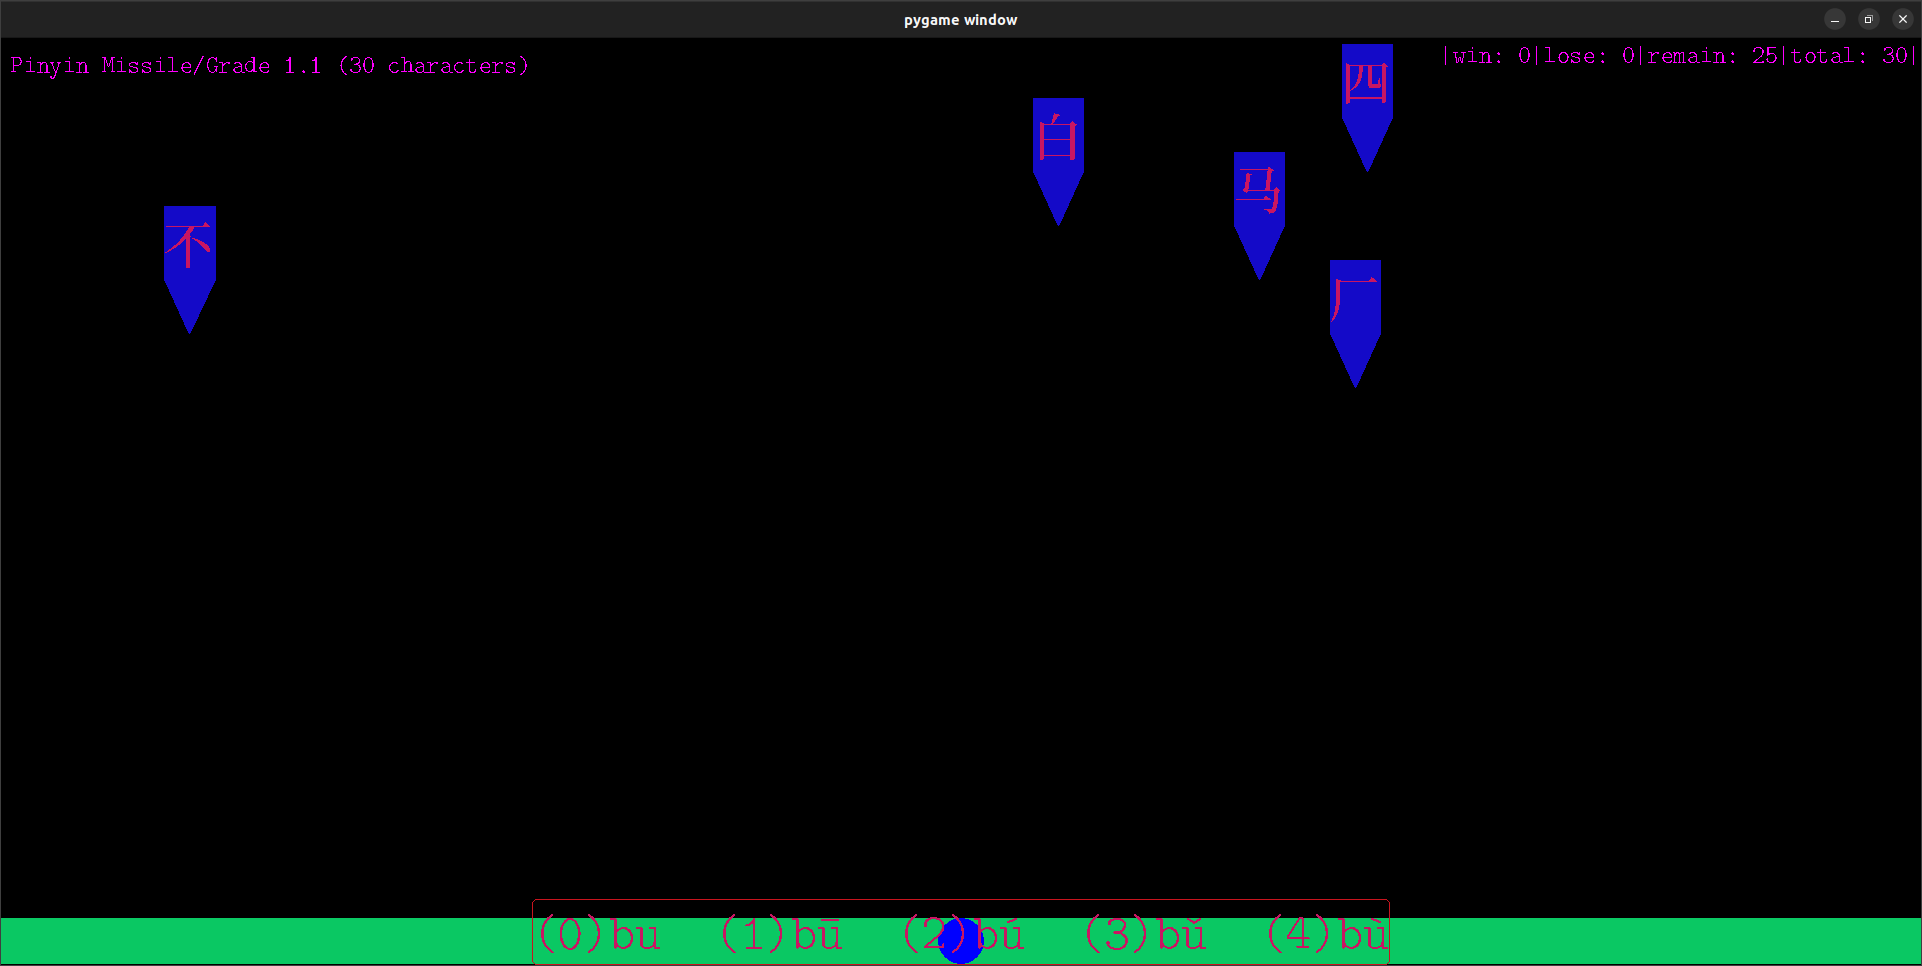 pygame window
Pinyin Missile/Grade 1.1 (30 characters)
|win: 0|lose: 0|remain: 25|total: 30|
四
白
马
不
厂
(0)bu (1)bū (2)bú (3)bǔ (4)bù